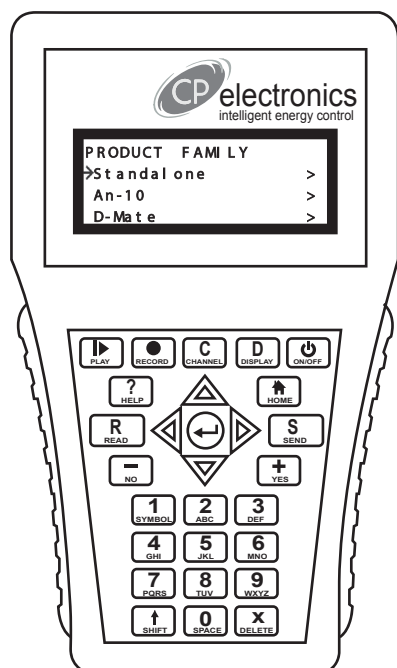 CP electronics
intelligent energy control
PRODUCT FAMILY
→Standalone >
An-10 >
D-Mate >
PLAY RECORD C CHANNEL D DISPLAY ON/OFF
? HELP HOME
R READ S SEND
− NO + YES
1 SYMBOL 2 ABC 3 DEF
4 GHI 5 JKL 6 MNO
7 PQRS 8 TUV 9 WXYZ
SHIFT 0 SPACE X DELETE